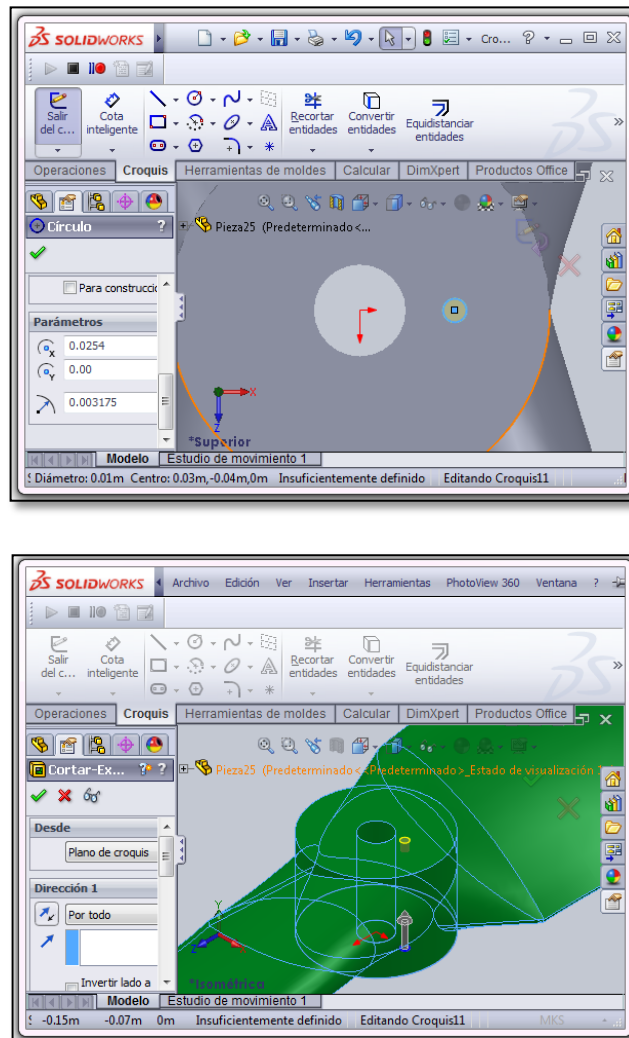 SOLIDWORKS Cro... ?
Salir del c...
Cota inteligente
Recortar entidades
Convertir entidades
Equidistanciar entidades
Operaciones Croquis Herramientas de moldes Calcular DimXpert Productos Office
Círculo ?
Pieza25 (Predeterminado<...
Para construcció
Parámetros
X 0.0254
Y 0.00
0.003175
X
Z
*Superior
Modelo Estudio de movimiento 1
Diámetro: 0.01m Centro: 0.03m,-0.04m,0m Insuficientemente definido Editando Croquis11
SOLIDWORKS Archivo Edición Ver Insertar Herramientas PhotoView 360 Ventana ?
Salir del c...
Cota inteligente
Recortar entidades
Convertir entidades
Equidistanciar entidades
Operaciones Croquis Herramientas de moldes Calcular DimXpert Productos Office
Cortar-Ex... ? ?
Pieza25 (Predeterminado<<Predeterminado>_Estado de visualización
Desde
Plano de croquis
Dirección 1
Por todo
Invertir lado a
Y
*Isométrica
Modelo Estudio de movimiento 1
-0.15m -0.07m 0m Insuficientemente definido Editando Croquis11 MKS